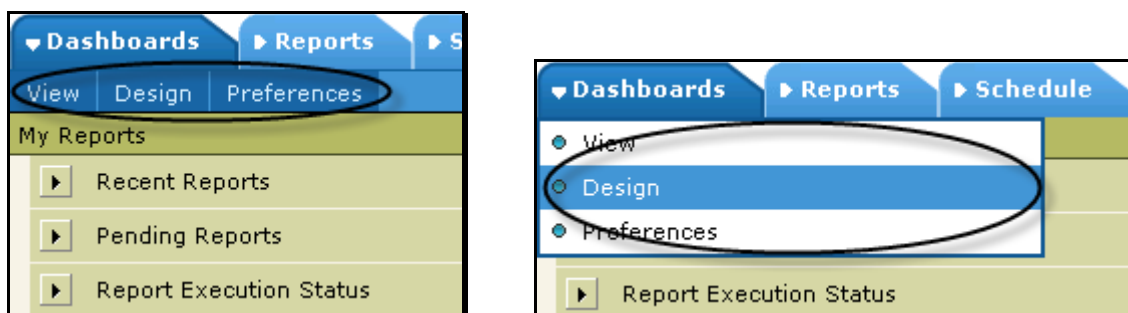 Dashboards Reports S
View Design Preferences
My Reports
Recent Reports
Pending Reports
Report Execution Status
Dashboards Reports Schedule
View
Design
Preferences
Report Execution Status